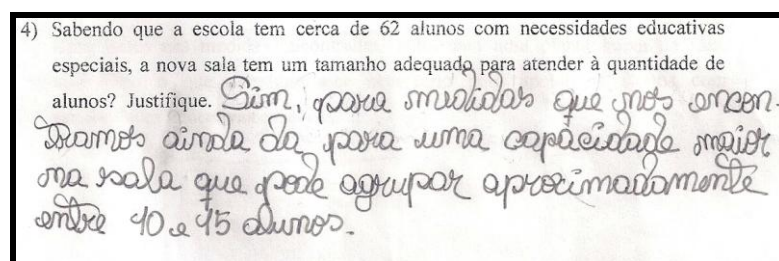 4) Sabendo que a escola tem cerca de 62 alunos com necessidades educativas
especiais, a nova sala tem um tamanho adequado para atender à quantidade de
alunos? Justifique. Sim, para medidas que nos encon-
tramos ainda da para uma capacidade maior
na sala que pode agrupar aprocimadamente
entre 40 e 45 alunos.